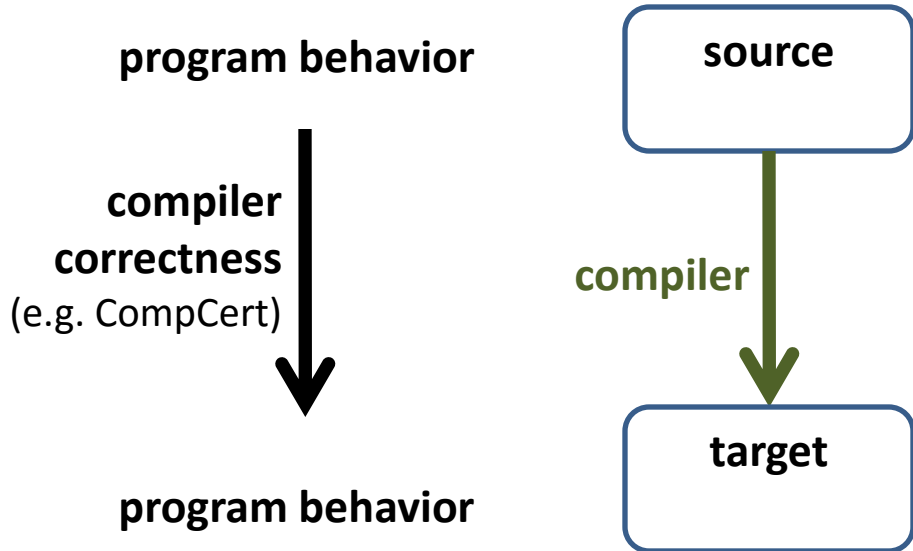 program behavior
source
compiler
correctness
(e.g. CompCert)
compiler
target
program behavior